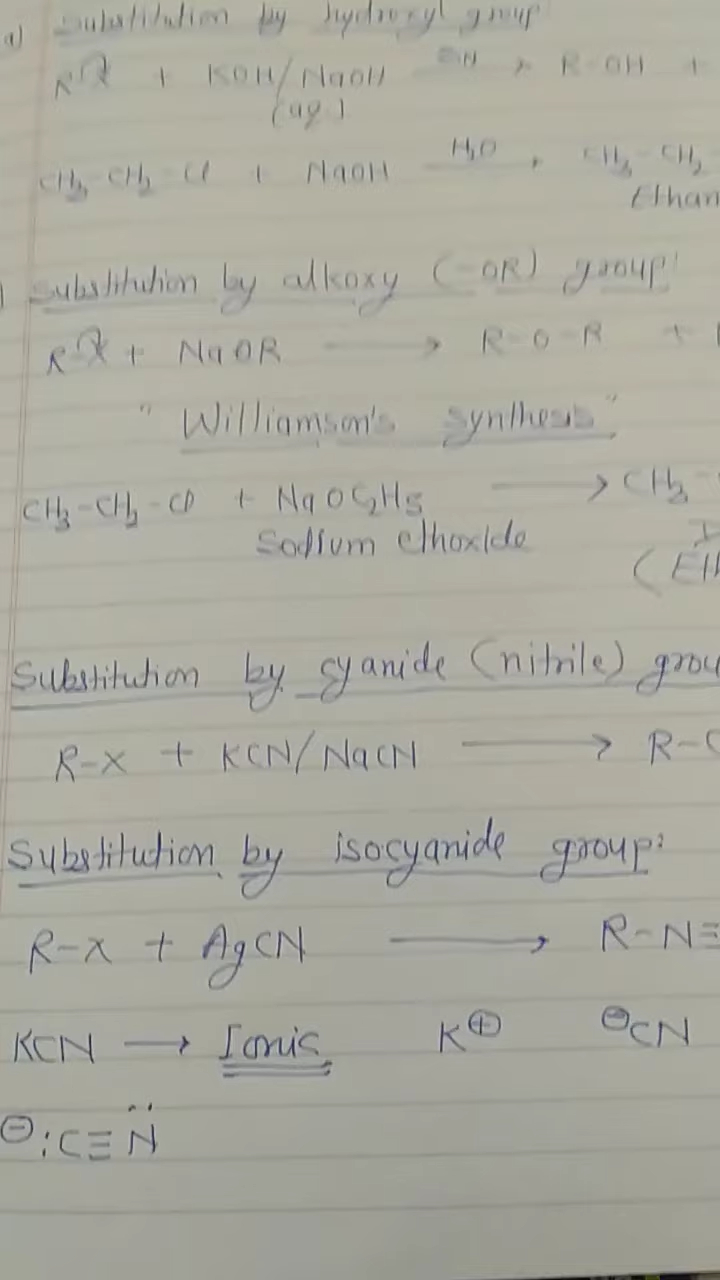 a) Substitution by hydroxyl group
R-X + KOH/NaOH → R-OH +
(aq.)
CH3-CH2-Cl + NaOH H2O → CH3-CH2-
Ethan
) Substitution by alkoxy (-OR) group:
R-X + NaOR → R-O-R +
"Williamson's synthesis"
CH3-CH2-Cl + NaOC2H5 → CH3-
Sodium ethoxide
(Eth
Substitution by cyanide (nitrile) grou
R-X + KCN/NaCN → R-C
Substitution by isocyanide group:
R-X + AgCN → R-N≡
KCN → Ionic K⊕ ⊖CN
⊖:C≡N̈